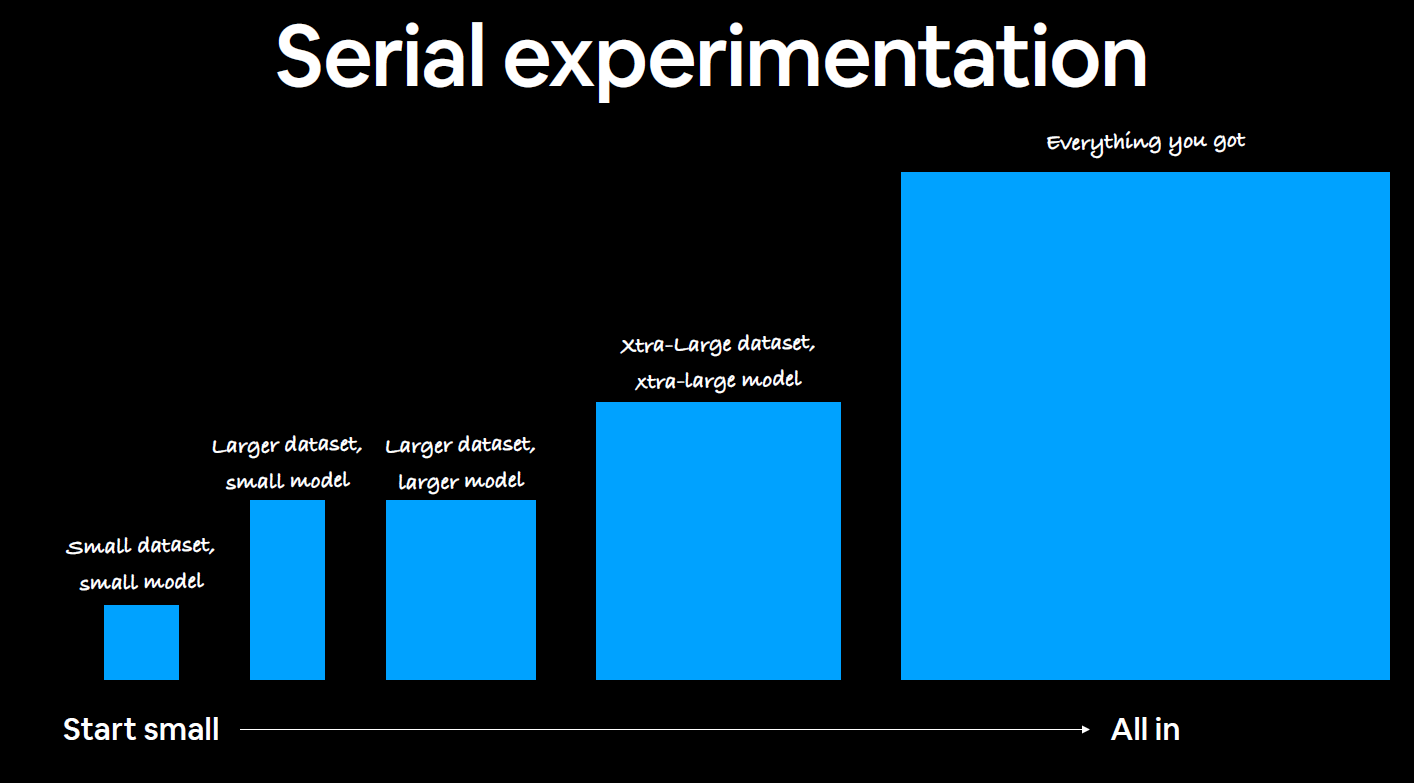 Serial experimentation
Everything you got
Xtra-Large dataset,
xtra-large model
Larger dataset,
small model
Larger dataset,
larger model
Small dataset,
small model
Start small
All in